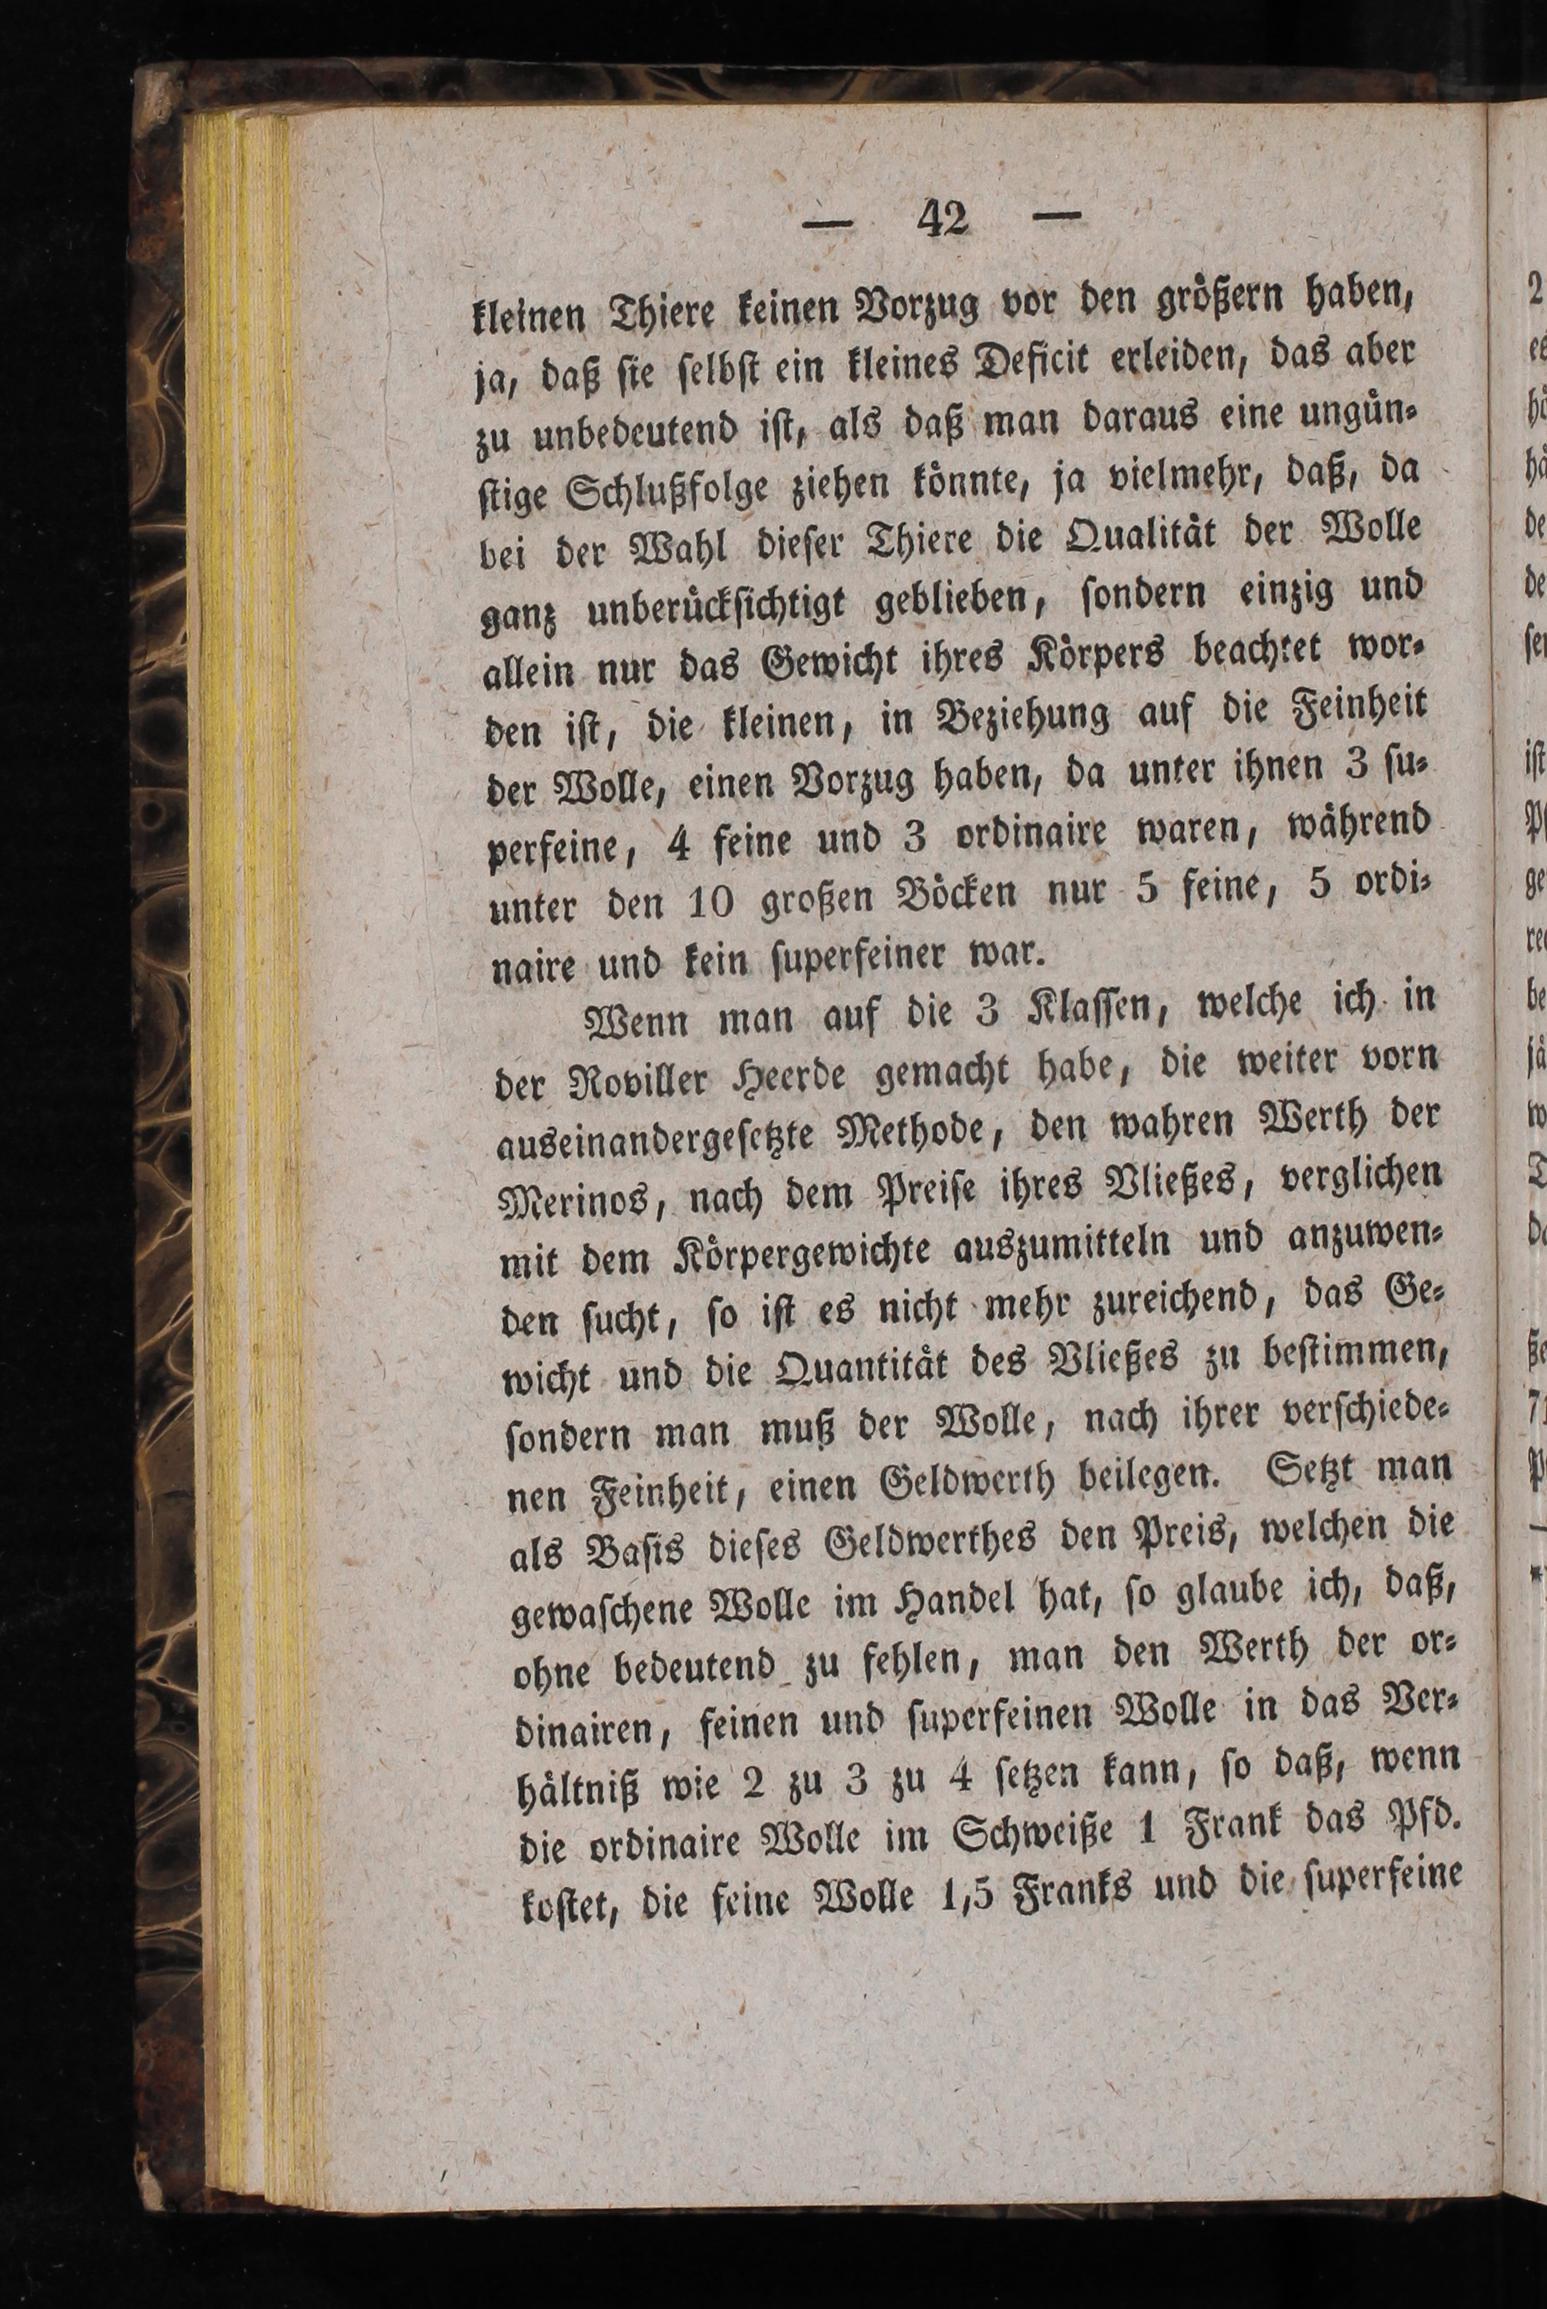 — 42 —
kleinen Thiere keinen Vorzug vor den größern haben,
ja, daß ſie ſelbſt ein kleines Deficit erleiden, das aber
zu unbedeutend iſt, als daß man daraus eine ungün⸗
ſtige Schlußfolge ziehen könnte, ja vielmehr, daß, da
bei der Wahl dieſer Thiere die Qualität der Wolle
ganz unberückſichtigt geblieben, ſondern einzig und
allein nur das Gewicht ihres Körpers beachtet wor⸗
den iſt, die kleinen, in Beziehung auf die Feinheit
der Wolle, einen Vorzug haben, da unter ihnen 3 ſu⸗
perfeine, 4 feine und 3 ordinaire waren, während
unter den 10 großen Böcken nur 5 feine, 5 ordi⸗
naire und kein ſuperfeiner war.
Wenn man auf die 3 Klaſſen, welche ich in
der Roviller Heerde gemacht habe, die weiter vorn
auseinandergeſetzte Methode, den wahren Werth der
Merinos, nach dem Preiſe ihres Vließes, verglichen
mit dem Körpergewichte auszumitteln und anzuwen⸗
den ſucht, ſo iſt es nicht mehr zureichend, das Ge⸗
wicht und die Quantität des Vließes zu beſtimmen,
ſondern man muß der Wolle, nach ihrer verſchiede⸗
nen Feinheit, einen Geldwerth beilegen. Setzt man
als Baſis dieſes Geldwerthes den Preis, welchen die
gewaſchene Wolle im Handel hat, ſo glaube ich, daß,
ohne bedeutend zu fehlen, man den Werth der or⸗
dinairen, feinen und ſuperfeinen Wolle in das Ver⸗
hältniß wie 2 zu 3 zu 4 ſetzen kann, ſo daß, wenn
die ordinaire Wolle im Schweiße 1 Frank das Pfd.
koſtet, die feine Wolle 1,5 Franks und die ſuperfeine